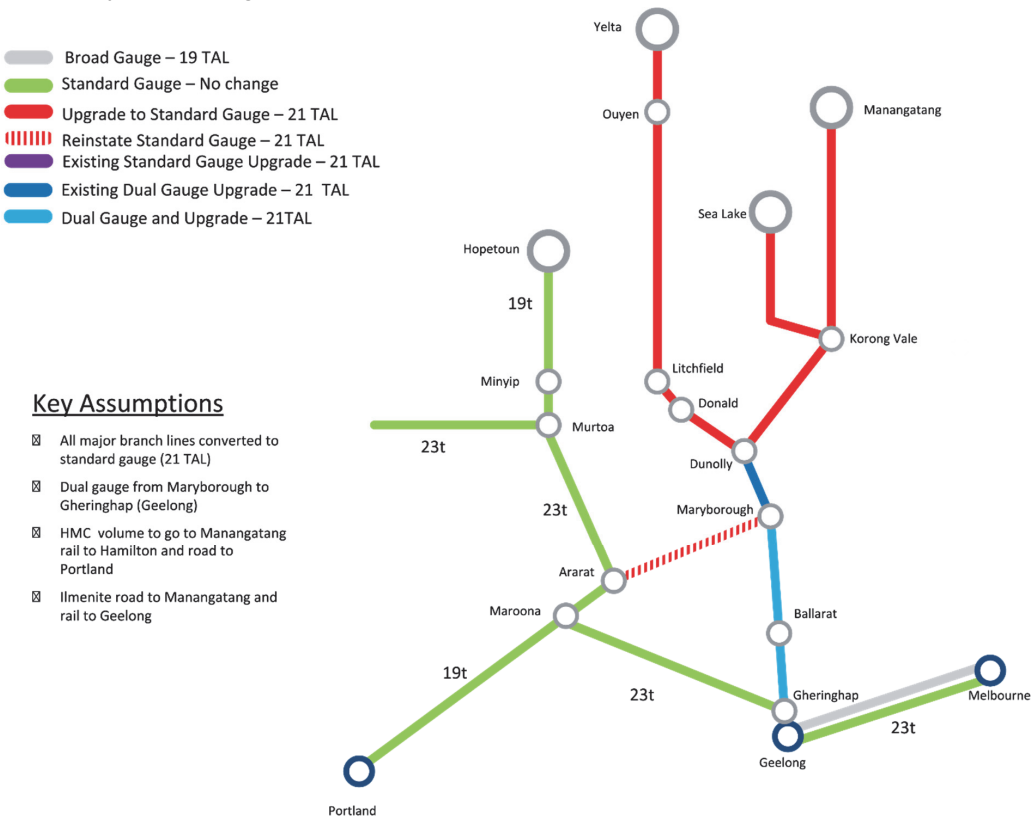 Broad Gauge – 19 TAL
Standard Gauge – No change
Upgrade to Standard Gauge – 21 TAL
Reinstate Standard Gauge – 21 TAL
Existing Standard Gauge Upgrade – 21 TAL
Existing Dual Gauge Upgrade – 21 TAL
Dual Gauge and Upgrade – 21TAL
Yelta
Ouyen
Manangatang
Sea Lake
Hopetoun
19t
Korong Vale
Litchfield
Minyip
Donald
Murtoa
23t
Dunolly
Key Assumptions
All major branch lines converted to
standard gauge (21 TAL)
Dual gauge from Maryborough to
Gheringhap (Geelong)
HMC volume to go to Manangatang
rail to Hamilton and road to
Portland
Ilmenite road to Manangatang and
rail to Geelong
23t
Maryborough
Ararat
Maroona
Ballarat
19t
23t
Gheringhap
Melbourne
23t
Geelong
Portland